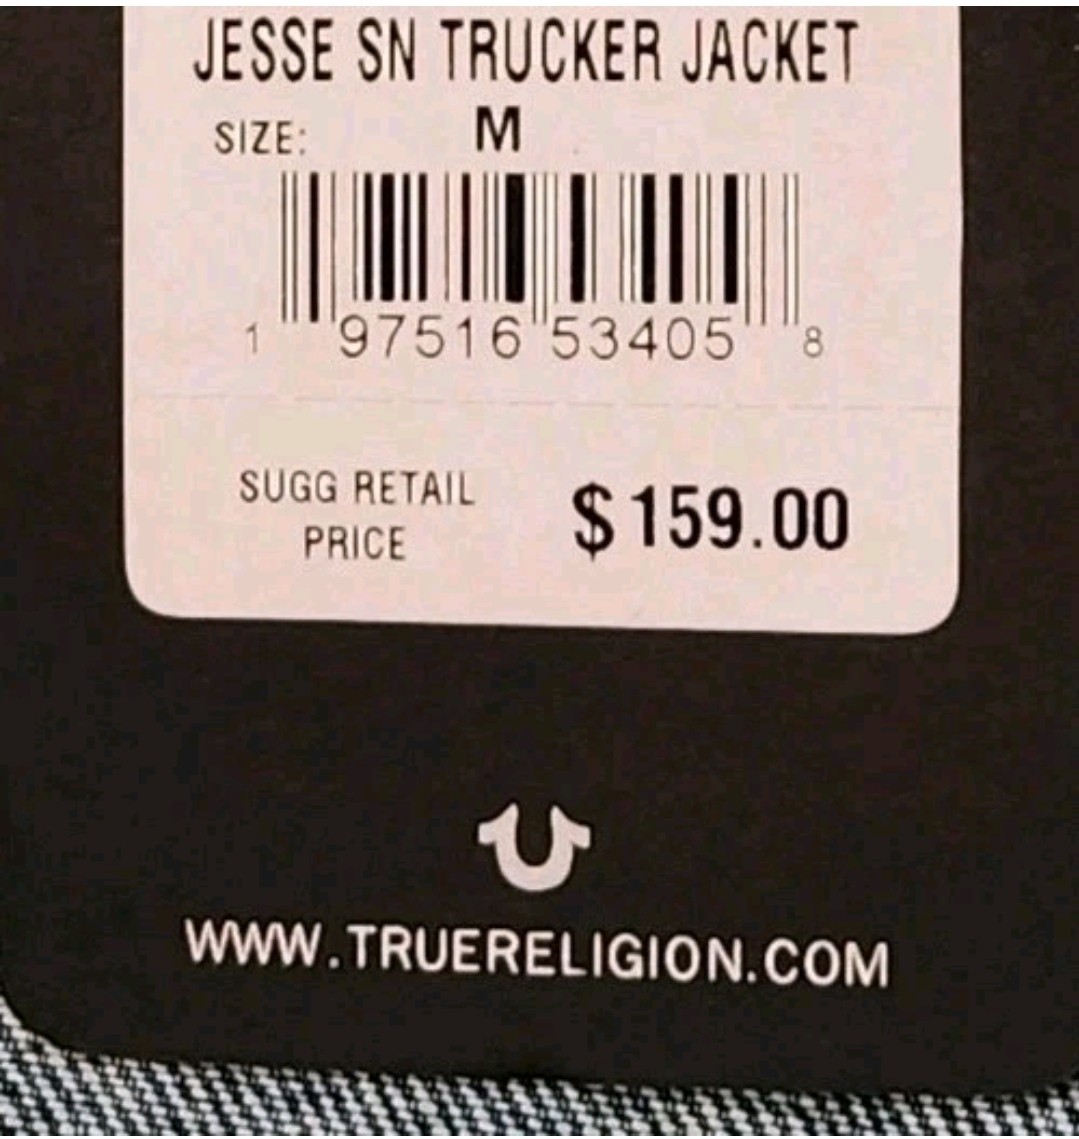 JESSE SN TRUCKER JACKET
SIZE: M
1 97516 53405 8
SUGG RETAIL
PRICE
$159.00
WWW.TRUERELIGION.COM